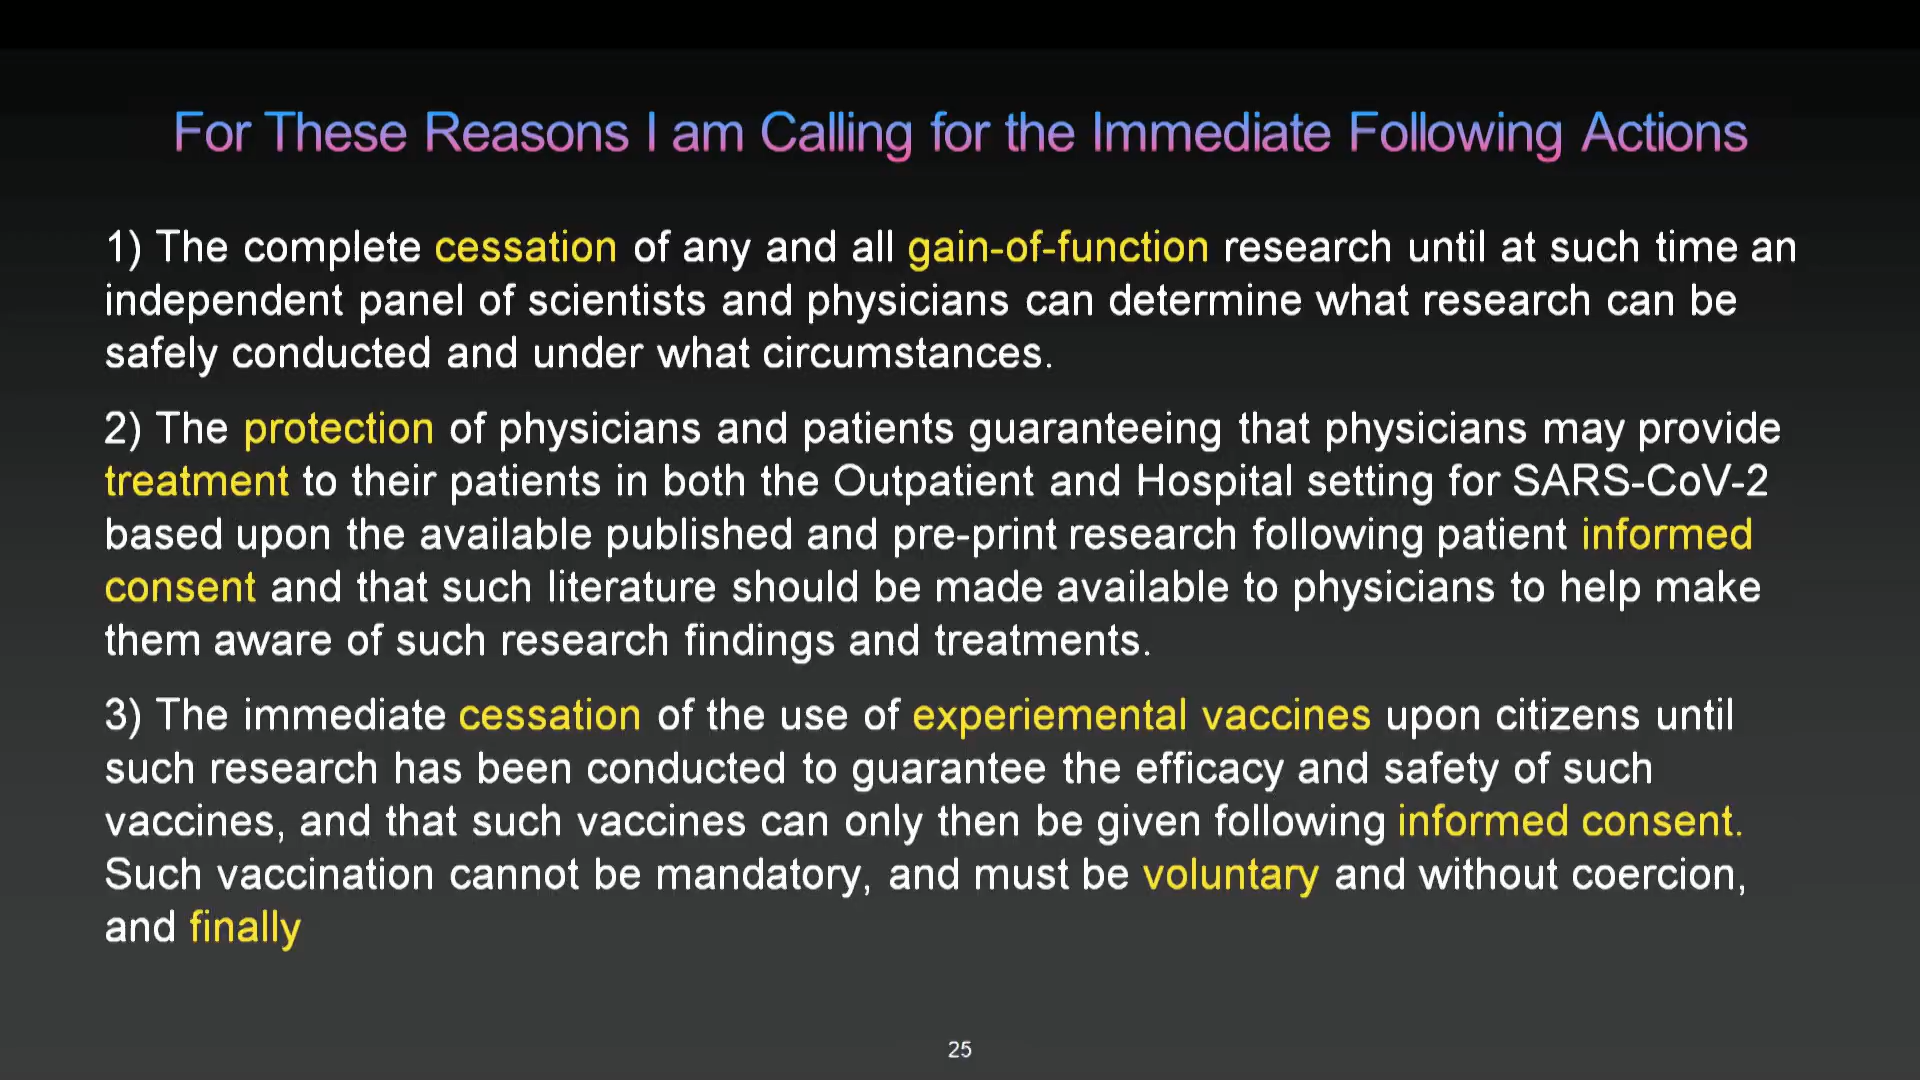 For These Reasons I am Calling for the Immediate Following Actions
1) The complete cessation of any and all gain-of-function research until at such time an
independent panel of scientists and physicians can determine what research can be
safely conducted and under what circumstances.
2) The protection of physicians and patients guaranteeing that physicians may provide
treatment to their patients in both the Outpatient and Hospital setting for SARS-CoV-2
based upon the available published and pre-print research following patient informed
consent and that such literature should be made available to physicians to help make
them aware of such research findings and treatments.
3) The immediate cessation of the use of experiemental vaccines upon citizens until
such research has been conducted to guarantee the efficacy and safety of such
vaccines, and that such vaccines can only then be given following informed consent.
Such vaccination cannot be mandatory, and must be voluntary and without coercion,
and finally
25